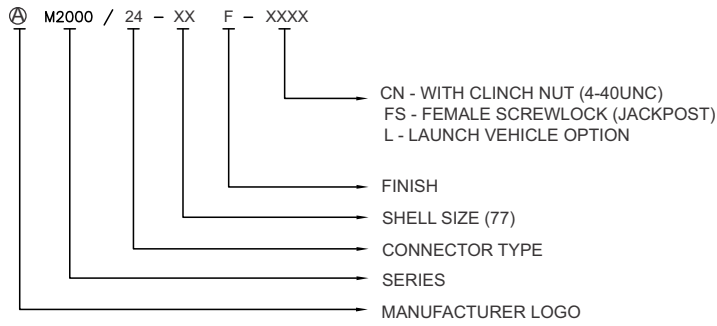 Ⓐ M2000 / 24 - XX F - XXXX
CN - WITH CLINCH NUT (4-40UNC)
FS - FEMALE SCREWLOCK (JACKPOST)
L - LAUNCH VEHICLE OPTION
FINISH
SHELL SIZE (77)
CONNECTOR TYPE
SERIES
MANUFACTURER LOGO